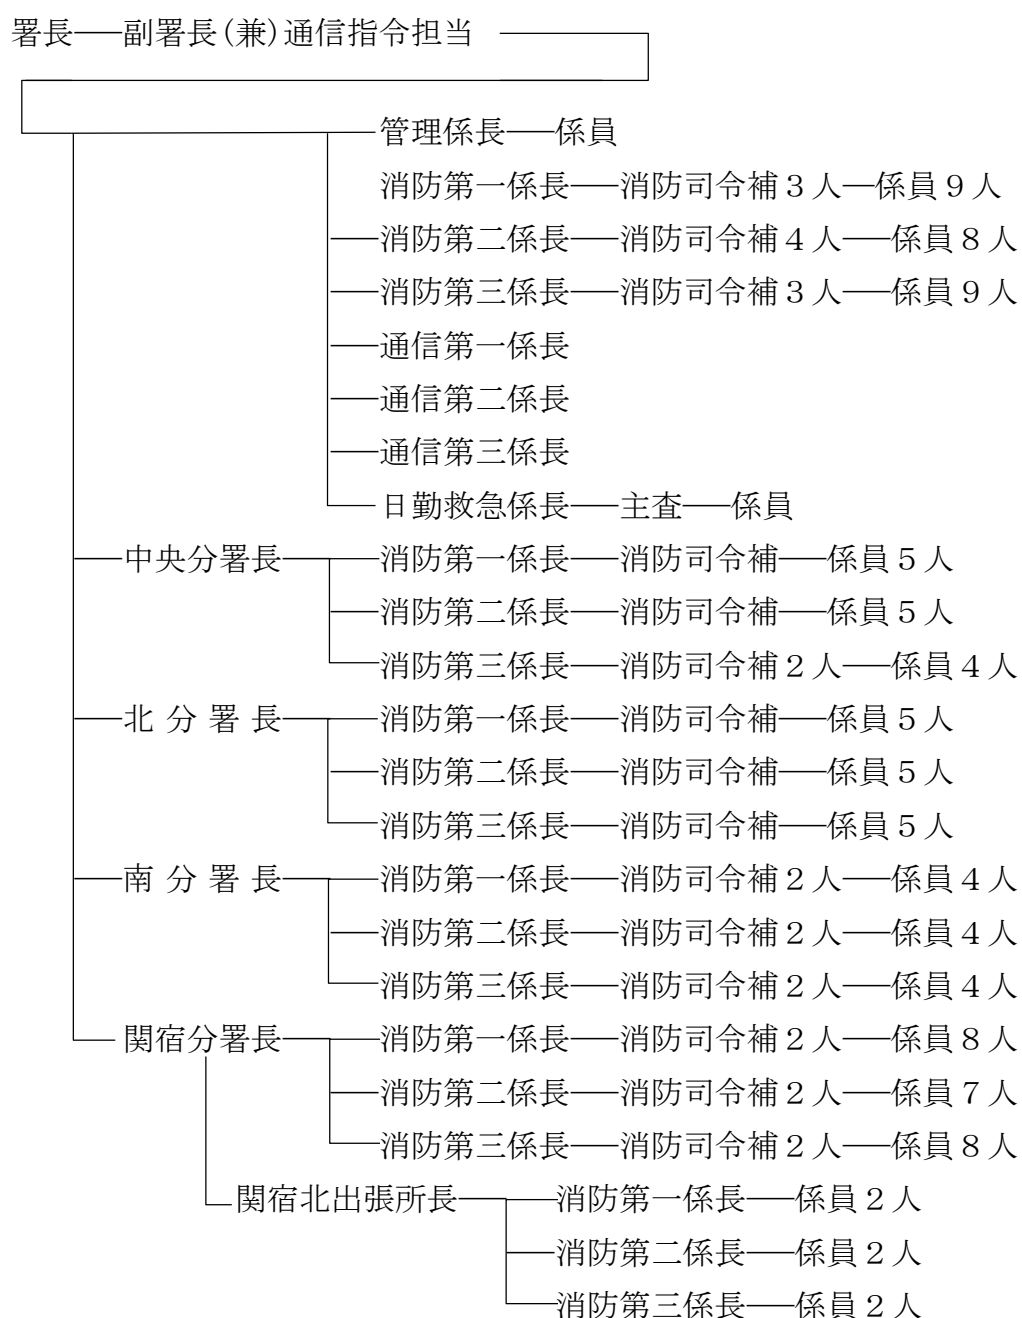 署長――副署長(兼)通信指令担当
管理係長――係員
消防第一係長――消防司令補３人―係員９人
消防第二係長――消防司令補４人――係員８人
消防第三係長――消防司令補３人――係員９人
通信第一係長
通信第二係長
通信第三係長
日勤救急係長――主査――係員
中央分署長――消防第一係長――消防司令補――係員５人
消防第二係長――消防司令補――係員５人
消防第三係長――消防司令補２人――係員４人
北分署長――消防第一係長――消防司令補――係員５人
消防第二係長――消防司令補――係員５人
消防第三係長――消防司令補――係員５人
南分署長――消防第一係長――消防司令補２人――係員４人
消防第二係長――消防司令補２人――係員４人
消防第三係長――消防司令補２人――係員４人
関宿分署長――消防第一係長――消防司令補２人――係員８人
消防第二係長――消防司令補２人――係員７人
消防第三係長――消防司令補２人――係員８人
関宿北出張所長――消防第一係長――係員２人
消防第二係長――係員２人
消防第三係長――係員２人